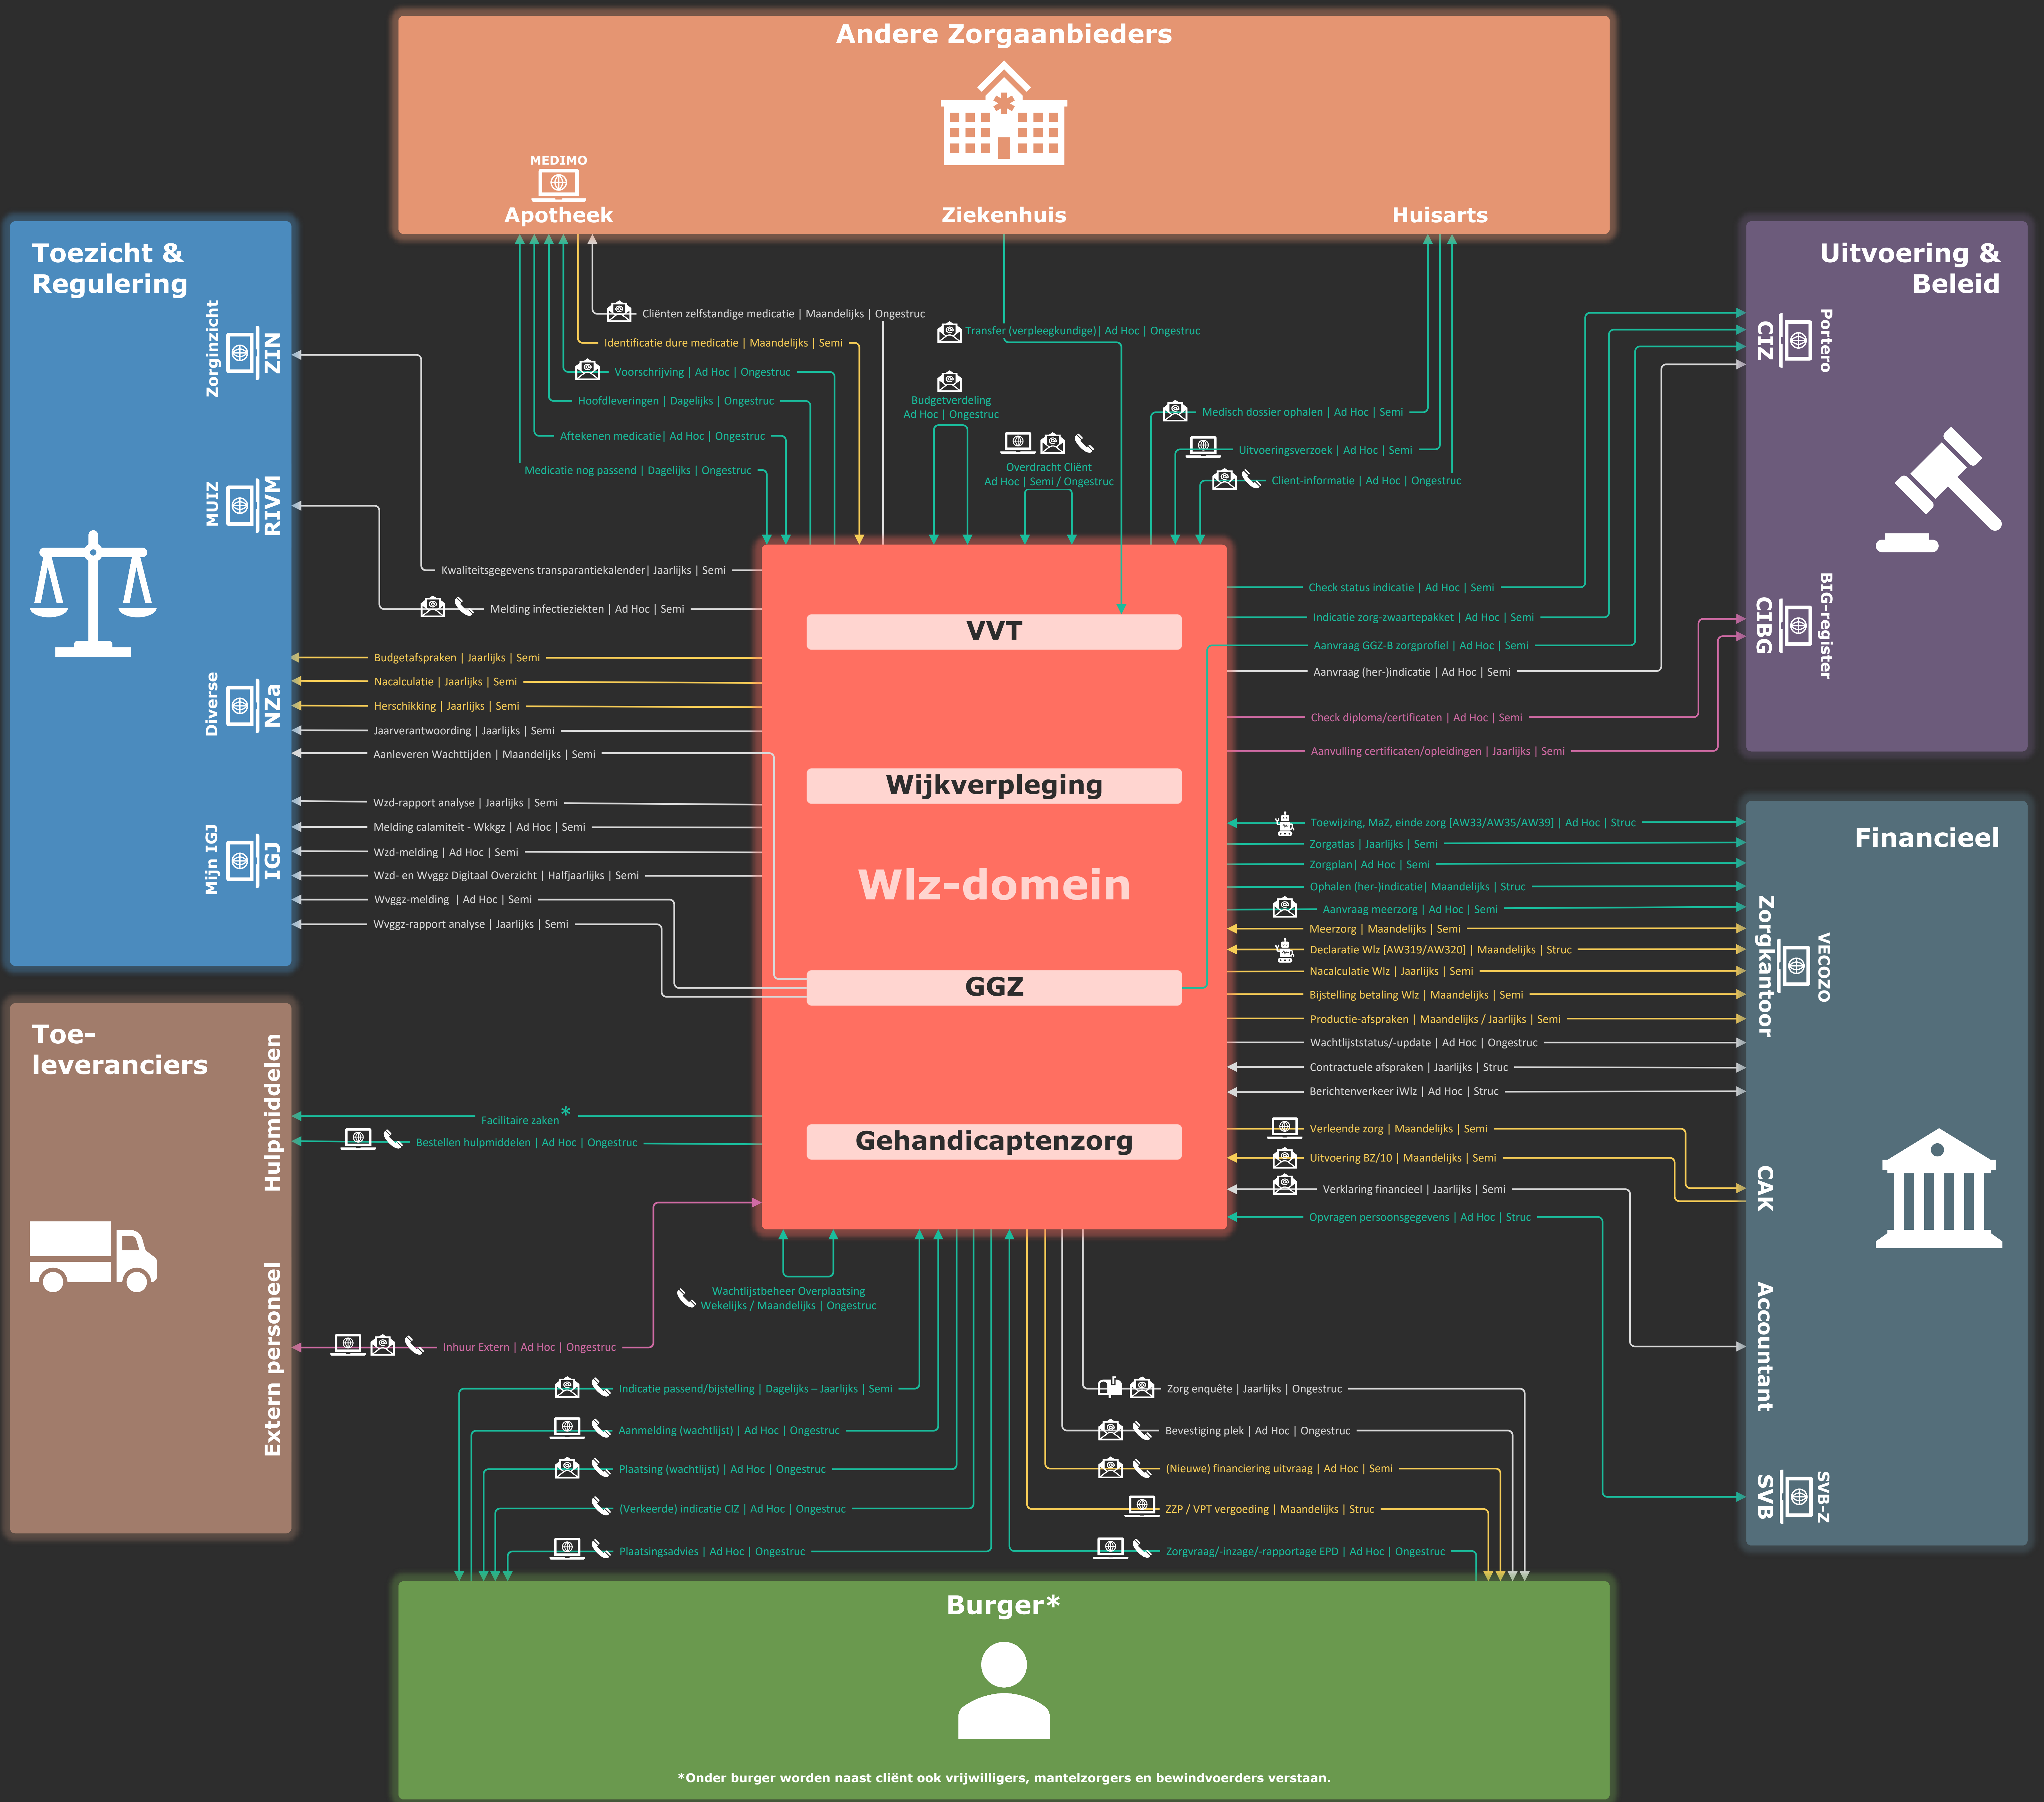 Andere Zorgaanbieders
MEDIMO
Apotheek
Ziekenhuis
Huisarts
Toezicht &
Regulering
Zorginzicht
ZIN
MUIZ
RIVM
Diverse
NZa
Mijn IGJ
IGJ
Uitvoering &
Beleid
Portero
CIZ
BIG-register
CIBG
Cliënten zelfstandige medicatie | Maandelijks | Ongestruc
Identificatie dure medicatie | Maandelijks | Semi
Voorschrijving | Ad Hoc | Ongestruc
Hoofdleveringen | Dagelijks | Ongestruc
Aftekenen medicatie| Ad Hoc | Ongestruc
Medicatie nog passend | Dagelijks | Ongestruc
Transfer (verpleegkundige)| Ad Hoc | Ongestruc
Budgetverdeling
Ad Hoc | Ongestruc
Overdracht Cliënt
Ad Hoc | Semi / Ongestruc
Medisch dossier ophalen | Ad Hoc | Semi
Uitvoeringsverzoek | Ad Hoc | Semi
Client-informatie | Ad Hoc | Ongestruc
Kwaliteitsgegevens transparantiekalender| Jaarlijks | Semi
Melding infectieziekten | Ad Hoc | Semi
Budgetafspraken | Jaarlijks | Semi
Nacalculatie | Jaarlijks | Semi
Herschikking | Jaarlijks | Semi
Jaarverantwoording | Jaarlijks | Semi
Aanleveren Wachttijden | Maandelijks | Semi
Wzd-rapport analyse | Jaarlijks | Semi
Melding calamiteit - Wkkgz | Ad Hoc | Semi
Wzd-melding | Ad Hoc | Semi
Wzd- en Wvggz Digitaal Overzicht | Halfjaarlijks | Semi
Wvggz-melding | Ad Hoc | Semi
Wvggz-rapport analyse | Jaarlijks | Semi
VVT
Wijkverpleging
Wlz-domein
GGZ
Gehandicaptenzorg
Check status indicatie | Ad Hoc | Semi
Indicatie zorg-zwaartepakket | Ad Hoc | Semi
Aanvraag GGZ-B zorgprofiel | Ad Hoc | Semi
Aanvraag (her-)indicatie | Ad Hoc | Semi
Check diploma/certificaten | Ad Hoc | Semi
Aanvulling certificaten/opleidingen | Jaarlijks | Semi
Toewijzing, MaZ, einde zorg [AW33/AW35/AW39] | Ad Hoc | Struc
Zorgatlas | Jaarlijks | Semi
Zorgplan| Ad Hoc | Semi
Ophalen (her-)indicatie| Maandelijks | Struc
Aanvraag meerzorg | Ad Hoc | Semi
Meerzorg | Maandelijks | Semi
Declaratie Wlz [AW319/AW320] | Maandelijks | Struc
Nacalculatie Wlz | Jaarlijks | Semi
Bijstelling betaling Wlz | Maandelijks | Semi
Productie-afspraken | Maandelijks / Jaarlijks | Semi
Wachtlijststatus/-update | Ad Hoc | Ongestruc
Contractuele afspraken | Jaarlijks | Struc
Berichtenverkeer iWlz | Ad Hoc | Struc
Verleende zorg | Maandelijks | Semi
Uitvoering BZ/10 | Maandelijks | Semi
Verklaring financieel | Jaarlijks | Semi
Opvragen persoonsgegevens | Ad Hoc | Struc
Financieel
VECOZO
Zorgkantoor
CAK
Accountant
SVB-Z
SVB
Toe-
leveranciers
Hulpmiddelen
Extern personeel
Facilitaire zaken*
Bestellen hulpmiddelen | Ad Hoc | Ongestruc
Inhuur Extern | Ad Hoc | Ongestruc
Wachtlijstbeheer Overplaatsing
Wekelijks / Maandelijks | Ongestruc
Indicatie passend/bijstelling | Dagelijks – Jaarlijks | Semi
Aanmelding (wachtlijst) | Ad Hoc | Ongestruc
Plaatsing (wachtlijst) | Ad Hoc | Ongestruc
(Verkeerde) indicatie CIZ | Ad Hoc | Ongestruc
Plaatsingsadvies | Ad Hoc | Ongestruc
Zorg enquête | Jaarlijks | Ongestruc
Bevestiging plek | Ad Hoc | Ongestruc
(Nieuwe) financiering uitvraag | Ad Hoc | Semi
ZZP / VPT vergoeding | Maandelijks | Struc
Zorgvraag/-inzage/-rapportage EPD | Ad Hoc | Ongestruc
Burger*
*Onder burger worden naast cliënt ook vrijwilligers, mantelzorgers en bewindvoerders verstaan.